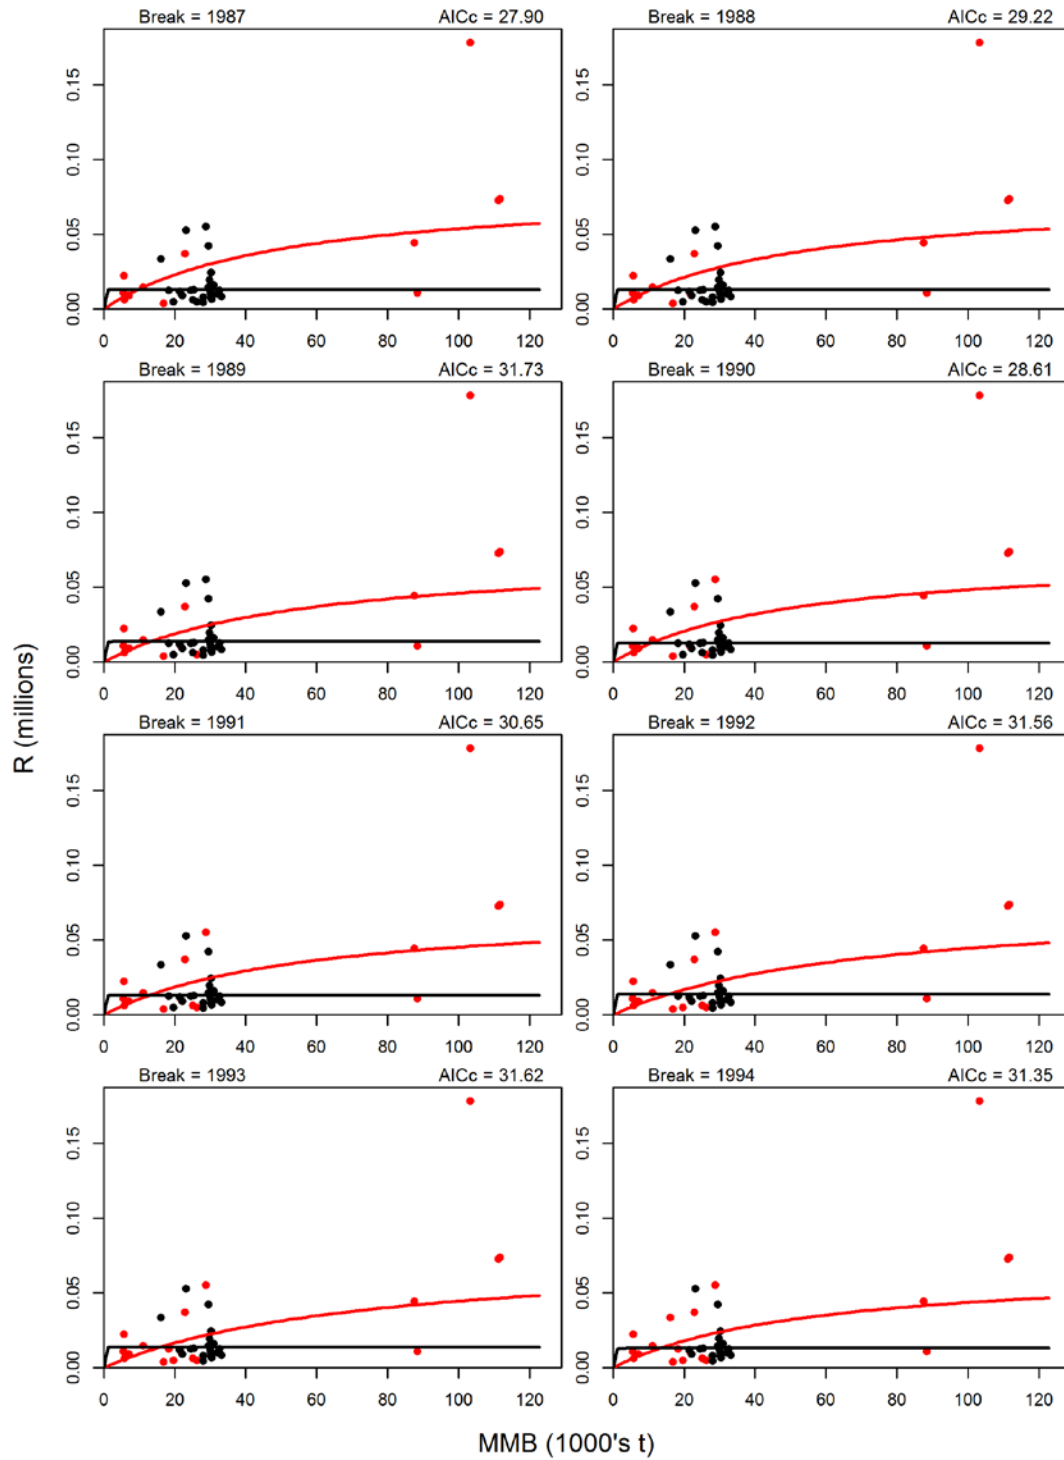 Break = 1987 AICc = 27.90
Break = 1988 AICc = 29.22
0.00 0.05 0.10 0.15
0 20 40 60 80 100 120
0.00 0.05 0.10 0.15
0 20 40 60 80 100 120
Break = 1989 AICc = 31.73
Break = 1990 AICc = 28.61
0.00 0.05 0.10 0.15
0 20 40 60 80 100 120
0.00 0.05 0.10 0.15
0 20 40 60 80 100 120
Break = 1991 AICc = 30.65
Break = 1992 AICc = 31.56
0.00 0.05 0.10 0.15
0 20 40 60 80 100 120
0.00 0.05 0.10 0.15
0 20 40 60 80 100 120
Break = 1993 AICc = 31.62
Break = 1994 AICc = 31.35
0.00 0.05 0.10 0.15
0 20 40 60 80 100 120
0.00 0.05 0.10 0.15
0 20 40 60 80 100 120
R (millions)
MMB (1000's t)